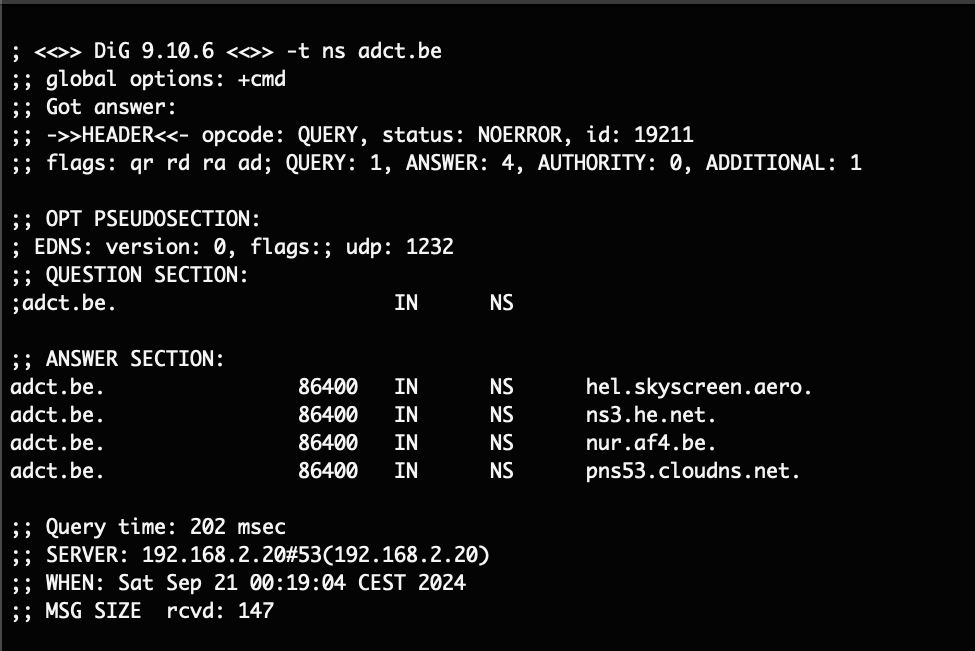 ; <<>> DiG 9.10.6 <<>> -t ns adct.be
;; global options: +cmd
;; Got answer:
;; ->>HEADER<<- opcode: QUERY, status: NOERROR, id: 19211
;; flags: qr rd ra ad; QUERY: 1, ANSWER: 4, AUTHORITY: 0, ADDITIONAL: 1

;; OPT PSEUDOSECTION:
; EDNS: version: 0, flags:; udp: 1232
;; QUESTION SECTION:
;adct.be. IN NS

;; ANSWER SECTION:
adct.be. 86400 IN NS hel.skyscreen.aero.
adct.be. 86400 IN NS ns3.he.net.
adct.be. 86400 IN NS nur.af4.be.
adct.be. 86400 IN NS pns53.cloudns.net.

;; Query time: 202 msec
;; SERVER: 192.168.2.20#53(192.168.2.20)
;; WHEN: Sat Sep 21 00:19:04 CEST 2024
;; MSG SIZE rcvd: 147